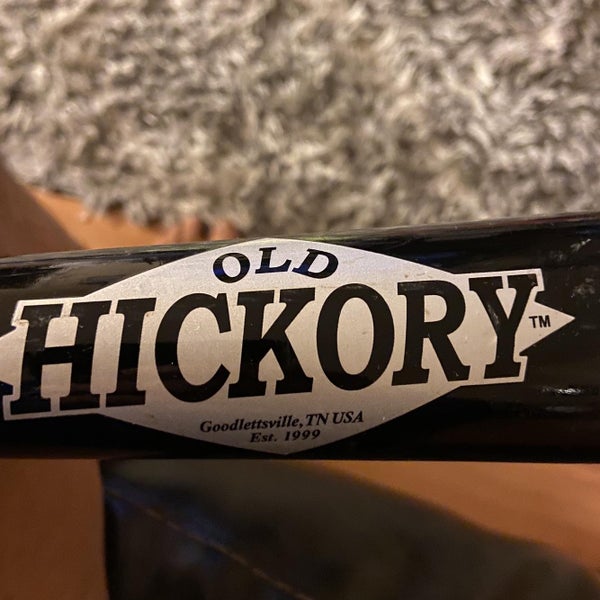 OLD
HICKORY™
Goodlettsville, TN USA
Est. 1999